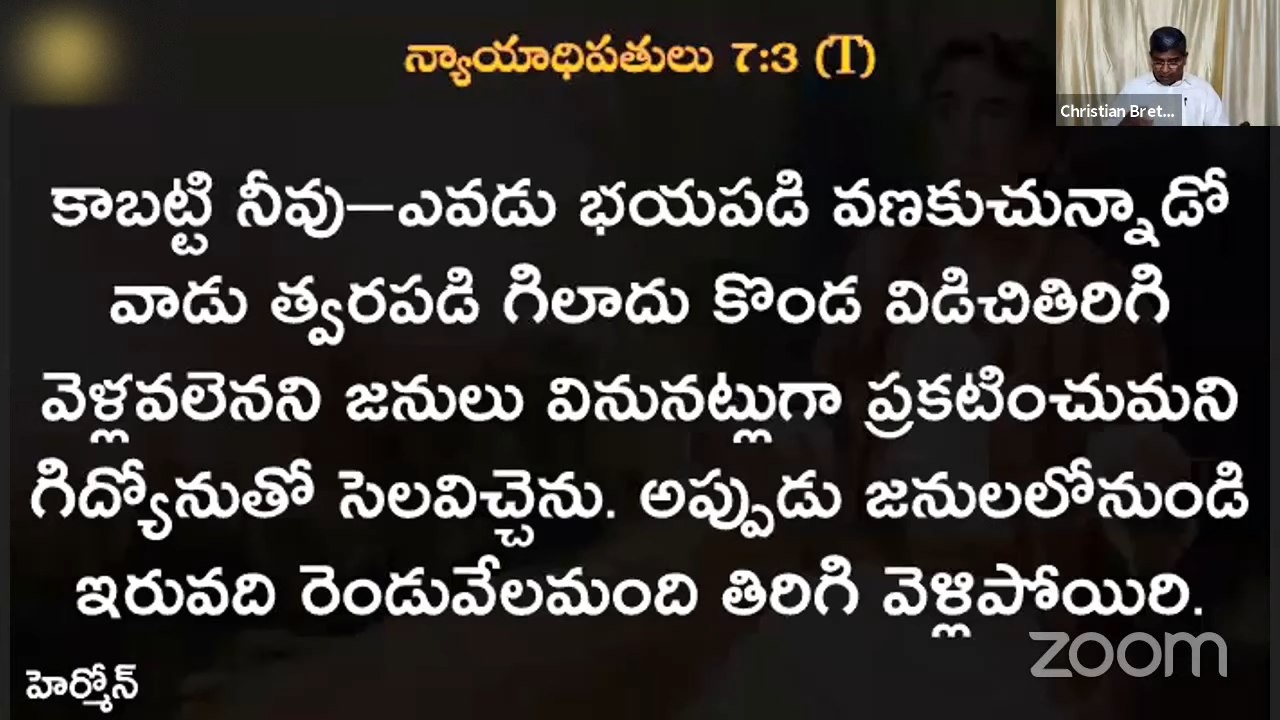 న్యాయాధిపతులు 7:3 (T)
Christian Bret...
కాబట్టి నీవు—ఎవడు భయపడి వణకుచున్నాడో
వాడు త్వరపడి గిలాదు కొండ విడిచితిరిగి
వెళ్లవలెనని జనులు వినునట్లుగా ప్రకటించుమని
గిద్యోనుతో సెలవిచ్చెను. అప్పుడు జనులలోనుండి
ఇరువది రెండువేలమంది తిరిగి వెళ్లిపోయిరి.
zoom
హెర్మోన్